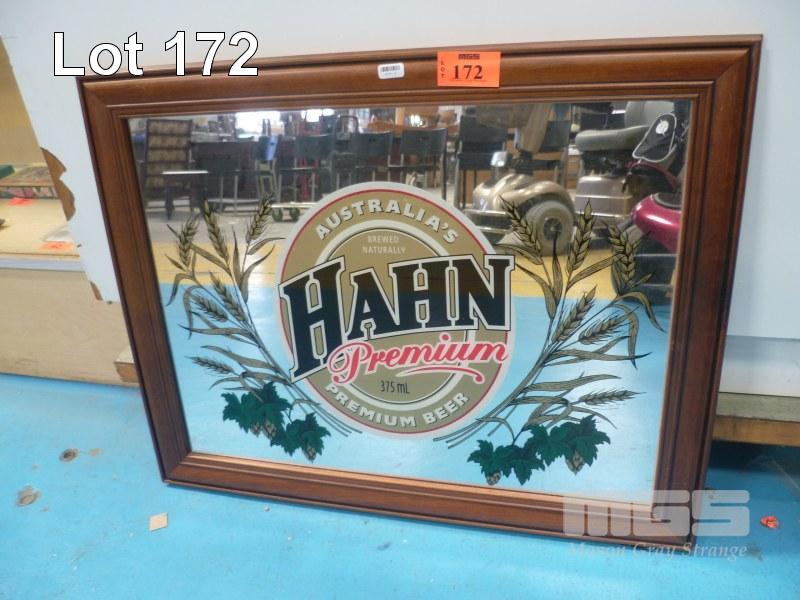 Lot 172
MGS
LOT
172
AUSTRALIA'S
BREWED
NATURALLY
HAHN
Premium
375 mL
PREMIUM BEER
MGS
Mason Gray Strange